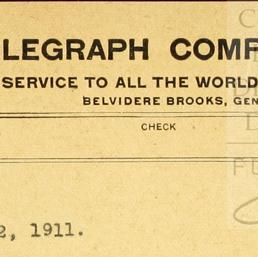 LEGRAPH COMP
SERVICE TO ALL THE WORLD
BELVIDERE BROOKS, GEN
CHECK
2, 1911.